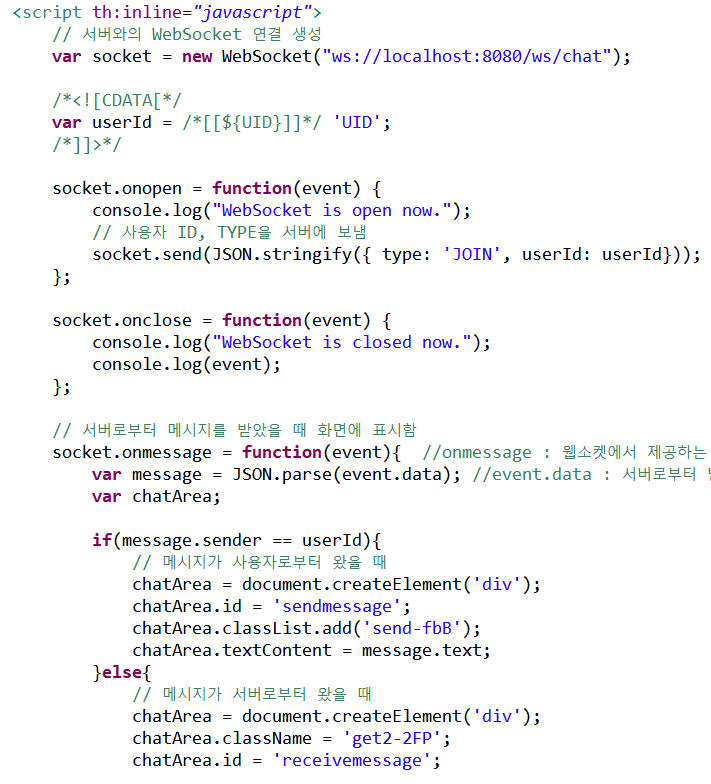 <script th:inline="javascript">
    // 서버와의 WebSocket 연결 생성
    var socket = new WebSocket("ws://localhost:8080/ws/chat");

    /*<![CDATA[*/
    var userId = /*[[${UID}]]*/ 'UID';
    /*]]>*/

    socket.onopen = function(event) {
        console.log("WebSocket is open now.");
        // 사용자 ID, TYPE을 서버에 보냄
        socket.send(JSON.stringify({ type: 'JOIN', userId: userId}));
    };

    socket.onclose = function(event) {
        console.log("WebSocket is closed now.");
        console.log(event);
    };

    // 서버로부터 메시지를 받았을 때 화면에 표시함
    socket.onmessage = function(event){  //onmessage : 웹소켓에서 제공하는
        var message = JSON.parse(event.data); //event.data : 서버로부터
        var chatArea;

        if(message.sender == userId){
            // 메시지가 사용자로부터 왔을 때
            chatArea = document.createElement('div');
            chatArea.id = 'sendmessage';
            chatArea.classList.add('send-fbB');
            chatArea.textContent = message.text;
        }else{
            // 메시지가 서버로부터 왔을 때
            chatArea = document.createElement('div');
            chatArea.className = 'get2-2FP';
            chatArea.id = 'receivemessage';